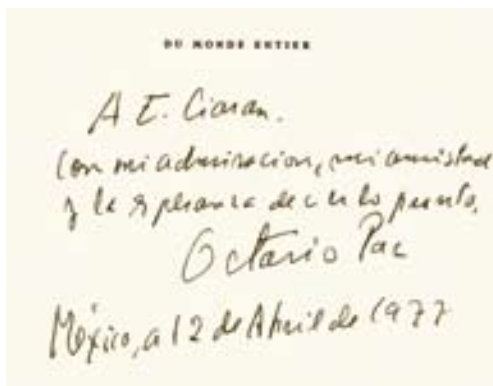 DU MONDE ENTIER
A E. Cioran.
Con mi admiracion, mi amistad
y la esperanza de verlo pronto,
Octavio Paz
México, a 12 de Abril de 1977